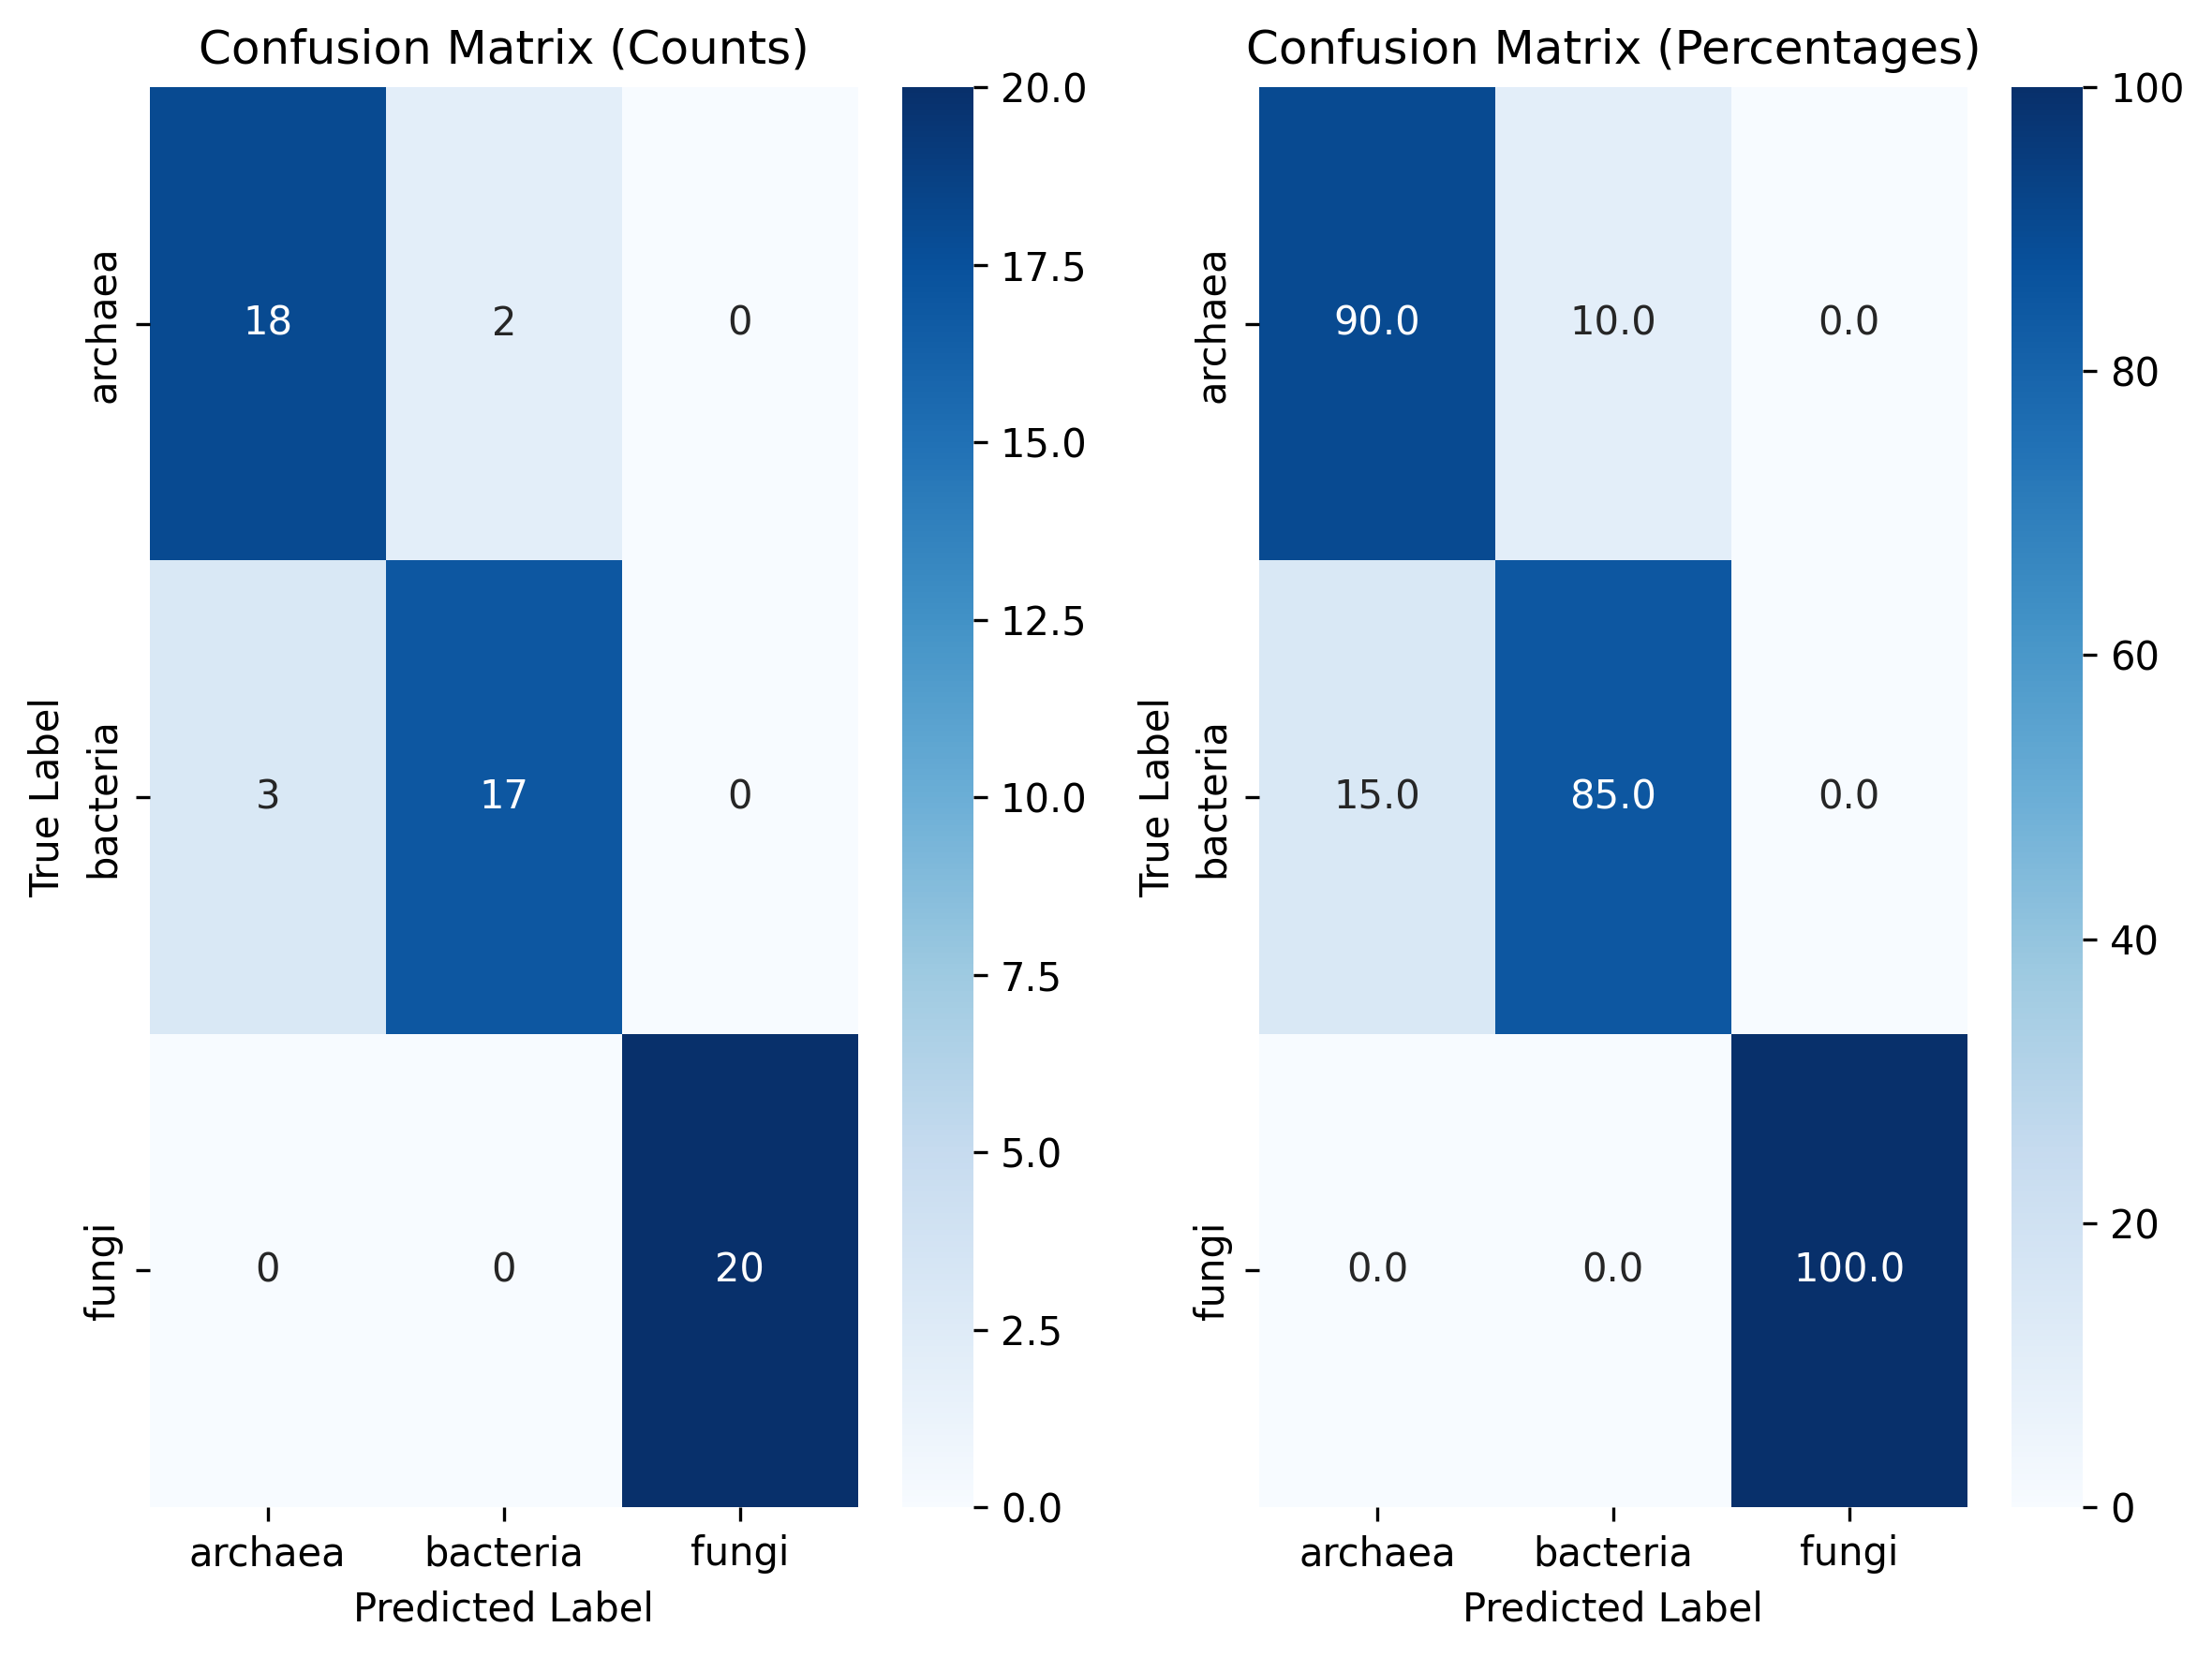 Confusion Matrix (Counts)
True Label
archaea
bacteria
fungi
18 2 0
3 17 0
0 0 20
archaea bacteria fungi
Predicted Label
20.0
17.5
15.0
12.5
10.0
7.5
5.0
2.5
0.0
Confusion Matrix (Percentages)
True Label
archaea
bacteria
fungi
90.0 10.0 0.0
15.0 85.0 0.0
0.0 0.0 100.0
archaea bacteria fungi
Predicted Label
100
80
60
40
20
0